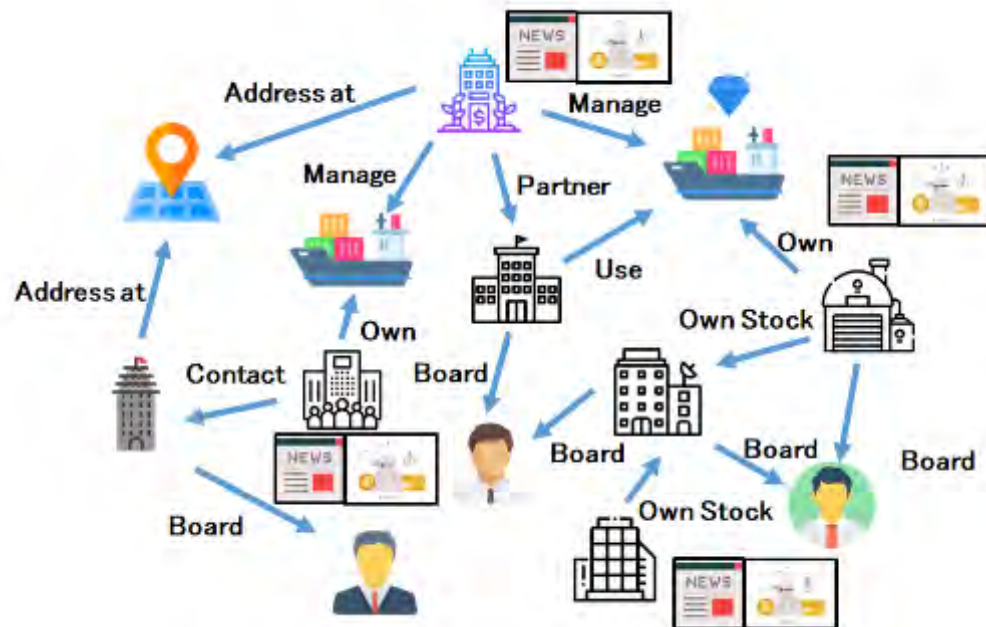 NEWS
Address at
Manage
NEWS
Manage
Partner
Own
Address at
Use
Own
Own Stock
Contact
Board
NEWS
Board
Board
Board
Board
Own Stock
NEWS